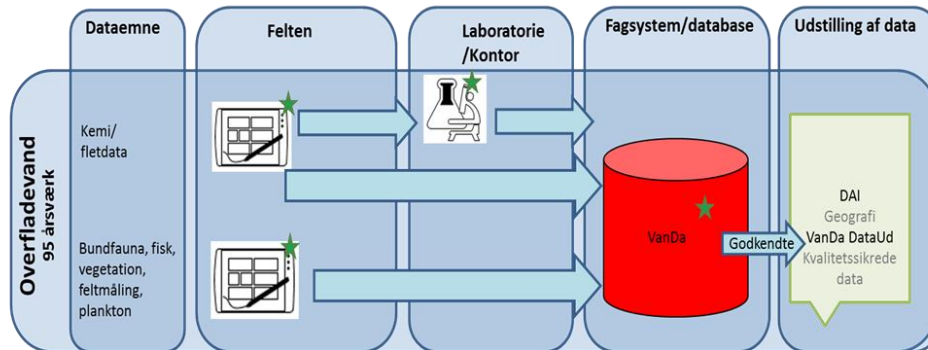 Dataemne
Felten
Laboratorie
/Kontor
Fagsystem/database
Udstilling af data
Overfladevand
95 årsværk
Kemi/
fletdata
Bundfauna, fisk,
vegetation,
feltmåling,
plankton
VanDa
Godkendte
DAI
Geografi
VanDa DataUd
Kvalitetssikrede
data